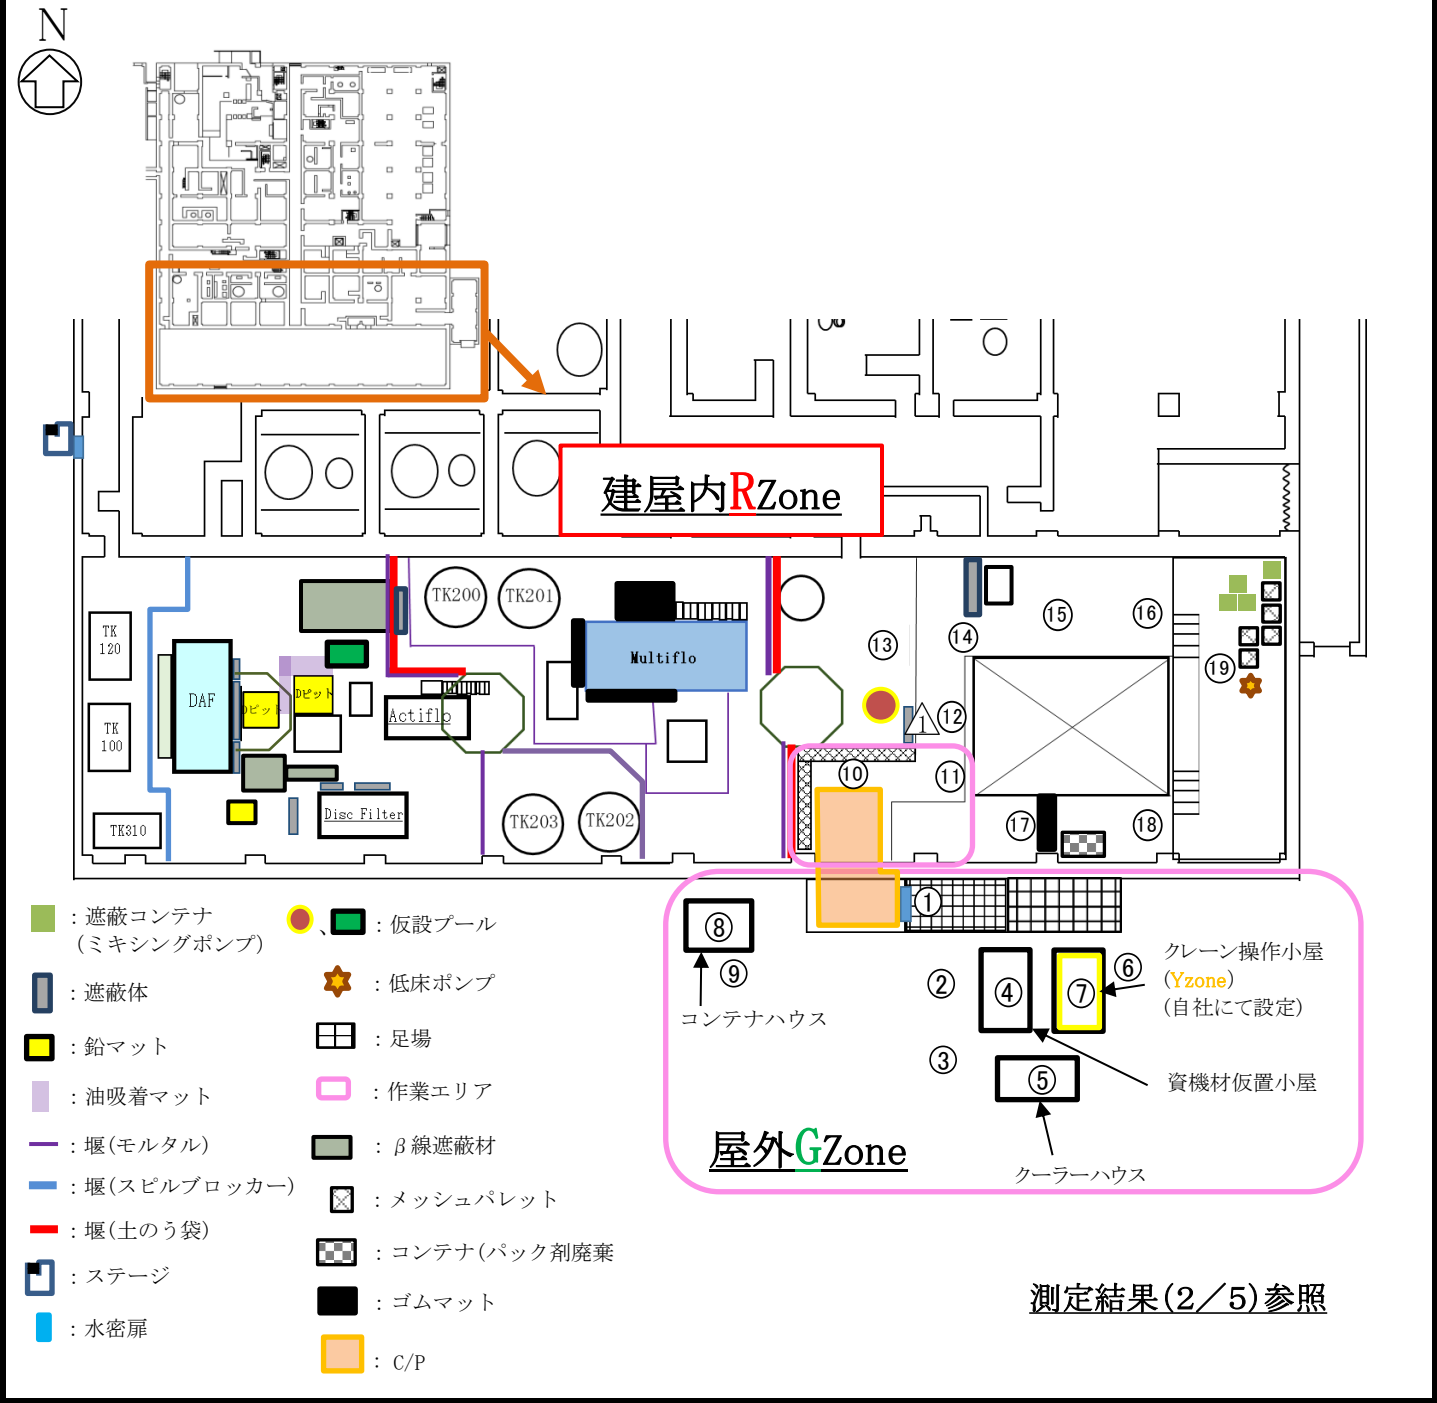 N
建屋内RZone
TK200
TK201
TK
120
DAF
Dピット
Dピット
Multiflo
Actiflo
TK
100
TK310
Disc Filter
TK203
TK202
⑬
⑭
⑮
⑯
⑲
1
⑫
⑩
⑪
⑰
⑱
①
⑧
⑨
コンテナハウス
②
④
⑦
⑥
クレーン操作小屋
(Yzone)
(自社にて設定)
③
⑤
資機材仮置小屋
クーラーハウス
屋外GZone
：遮蔽コンテナ
(ミキシングポンプ)
：遮蔽体
：鉛マット
：油吸着マット
：堰(モルタル)
：堰(スピルブロッカー)
：堰(土のう袋)
：ステージ
：水密扉
、
：仮設プール
：低床ポンプ
：足場
：作業エリア
：β線遮蔽材
：メッシュパレット
：コンテナ(パック剤廃棄
：ゴムマット
：C/P
測定結果(2／5)参照